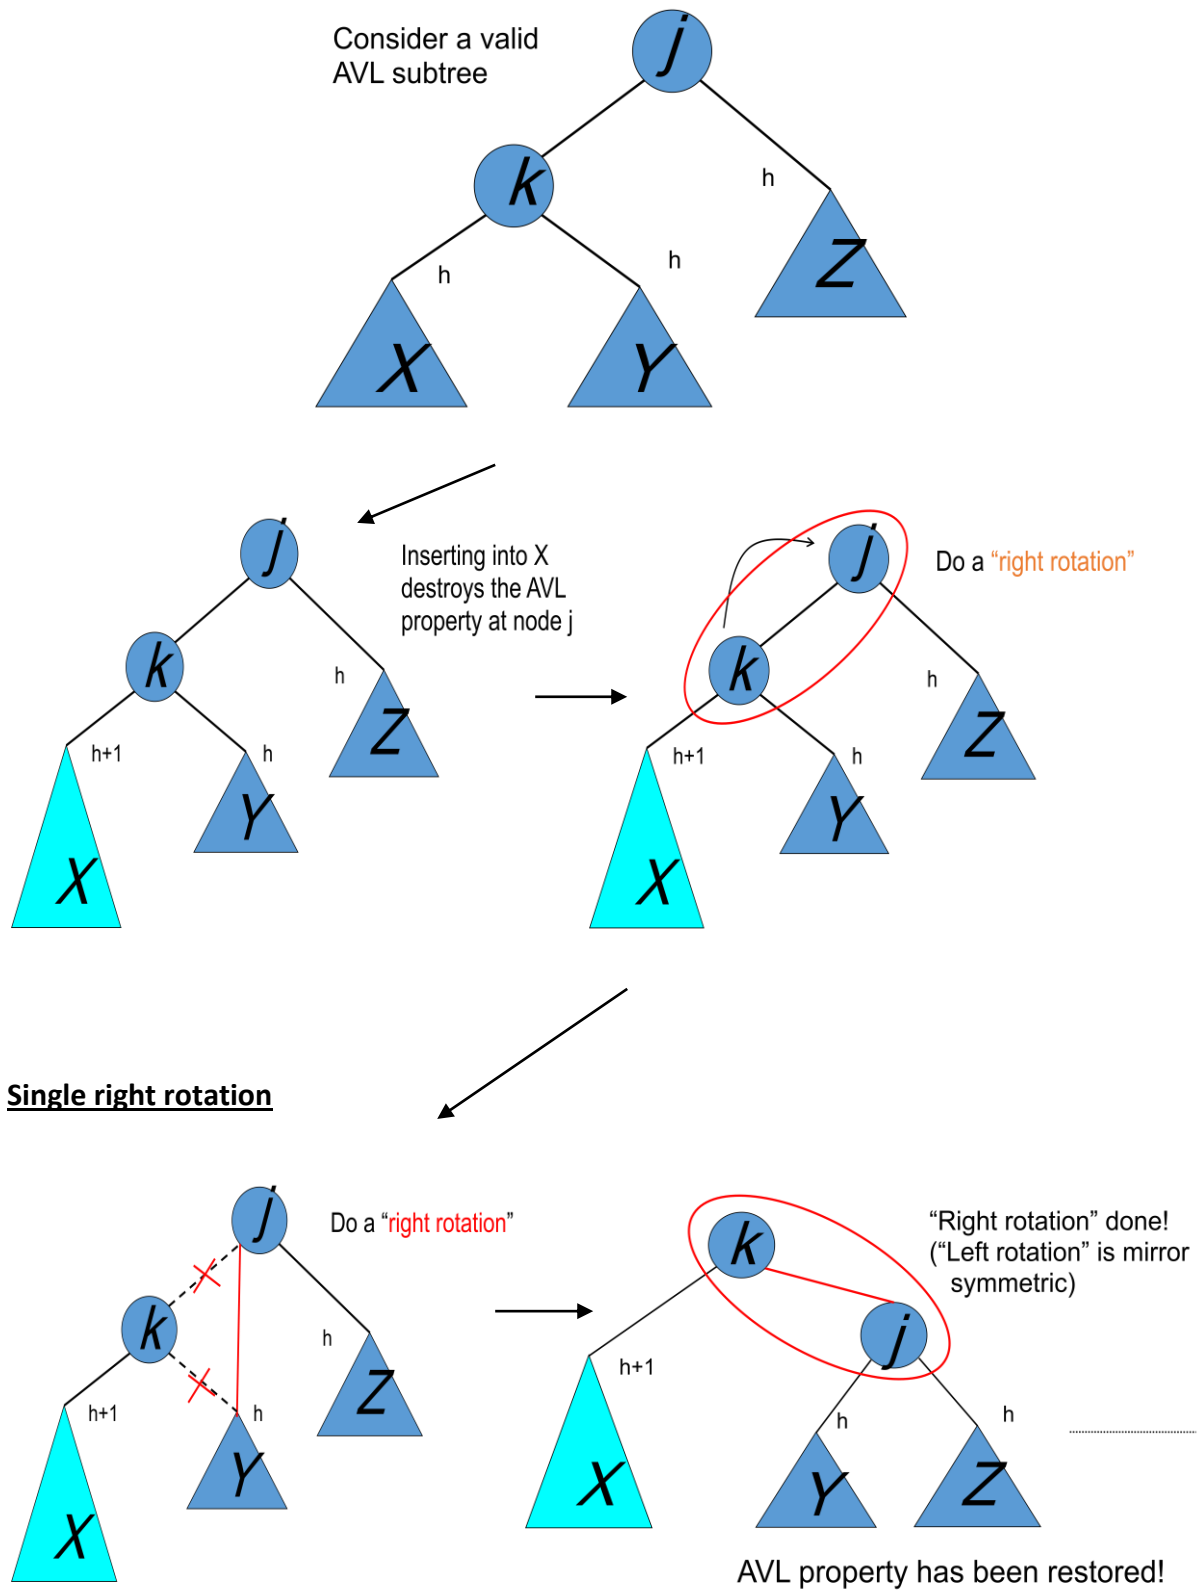 Consider a valid
AVL subtree
j
k
h
h
h
Z
X
Y
j
Inserting into X
destroys the AVL
property at node j
k
h
Z
h+1
h
Y
X
j
Do a “right rotation”
k
h
Z
h+1
h
Y
X
Single right rotation
j
Do a “right rotation”
k
h
Z
h+1
h
Y
X
k
“Right rotation” done!
(“Left rotation” is mirror
symmetric)
j
h+1
h
h
X
Y
Z
AVL property has been restored!